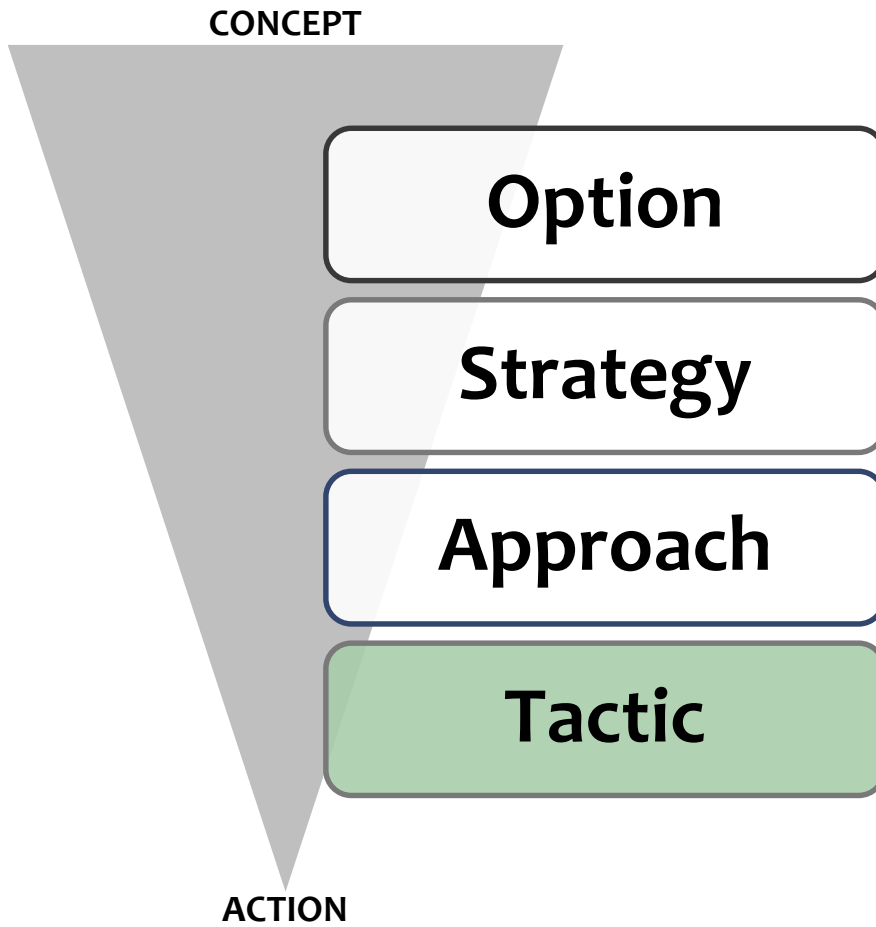 CONCEPT
Option
Strategy
Approach
Tactic
ACTION